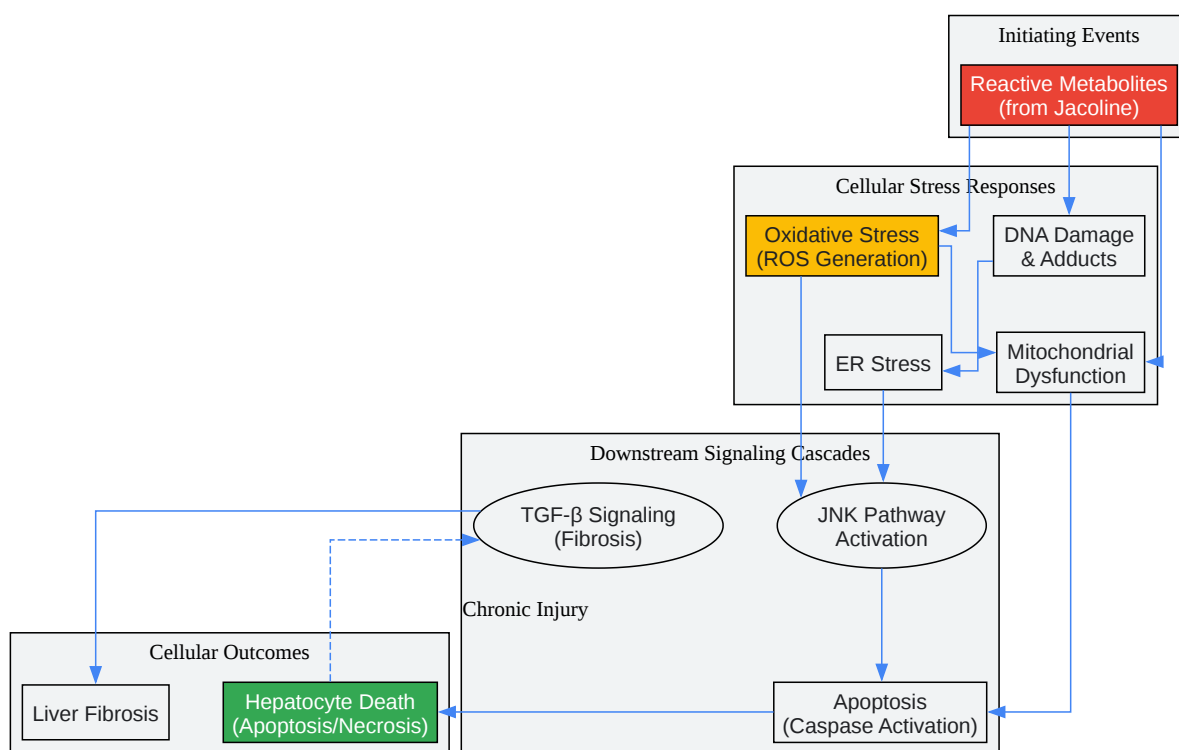 Initiating Events
Reactive Metabolites
(from Jacoline)
Cellular Stress Responses
Oxidative Stress
(ROS Generation)
DNA Damage
& Adducts
ER Stress
Mitochondrial
Dysfunction
Downstream Signaling Cascades
TGF-β Signaling
(Fibrosis)
JNK Pathway
Activation
Chronic Injury
Cellular Outcomes
Liver Fibrosis
Hepatocyte Death
(Apoptosis/Necrosis)
Apoptosis
(Caspase Activation)